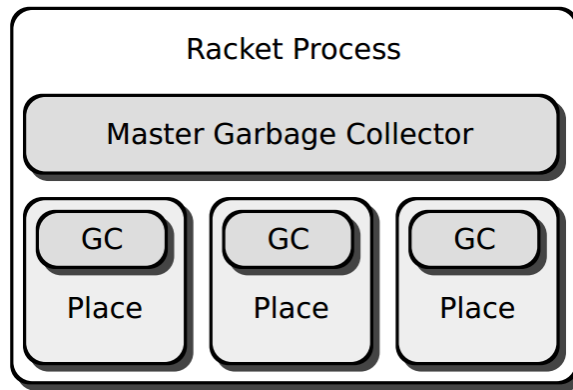 Racket Process
Master Garbage Collector
GC GC GC
Place Place Place